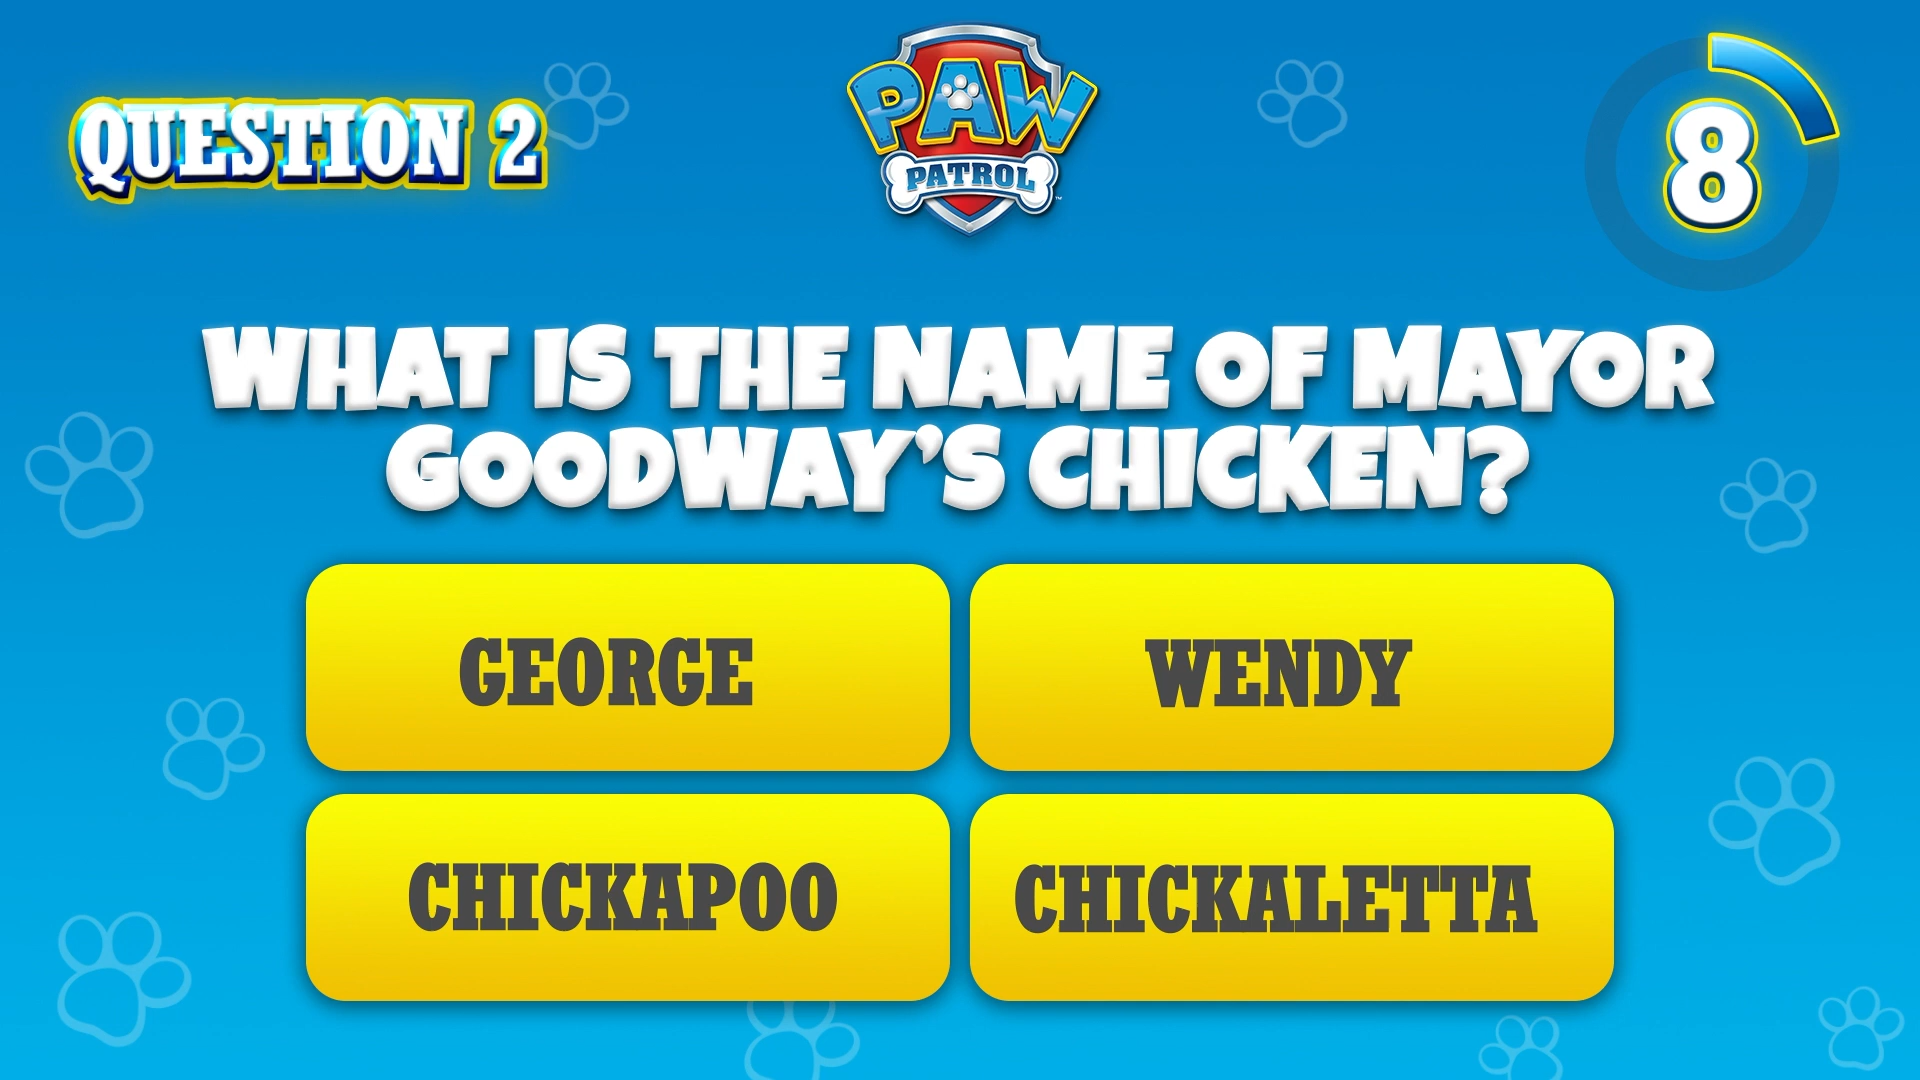 PAW
PATROL
QUESTION 2
8
WHAT IS THE NAME OF MAYOR
GOODWAY’S CHICKEN?
GEORGE
WENDY
CHICKAPOO
CHICKALETTA